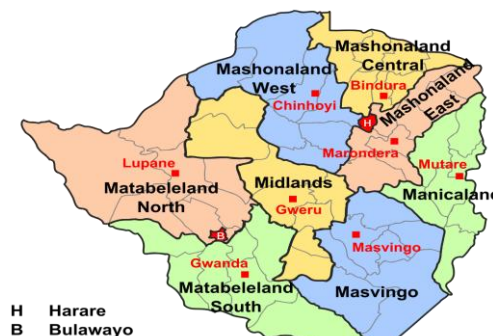 Mashonaland
Central
Bindura
Mashonaland
West
Chinhoyi
Mashonaland
East
H
Marondera
Lupane
Matabeleland
North
Midlands
Gweru
Mutare
Manicaland
B
Masvingo
Gwanda
Matabeleland
South
Masvingo
H Harare
B Bulawayo